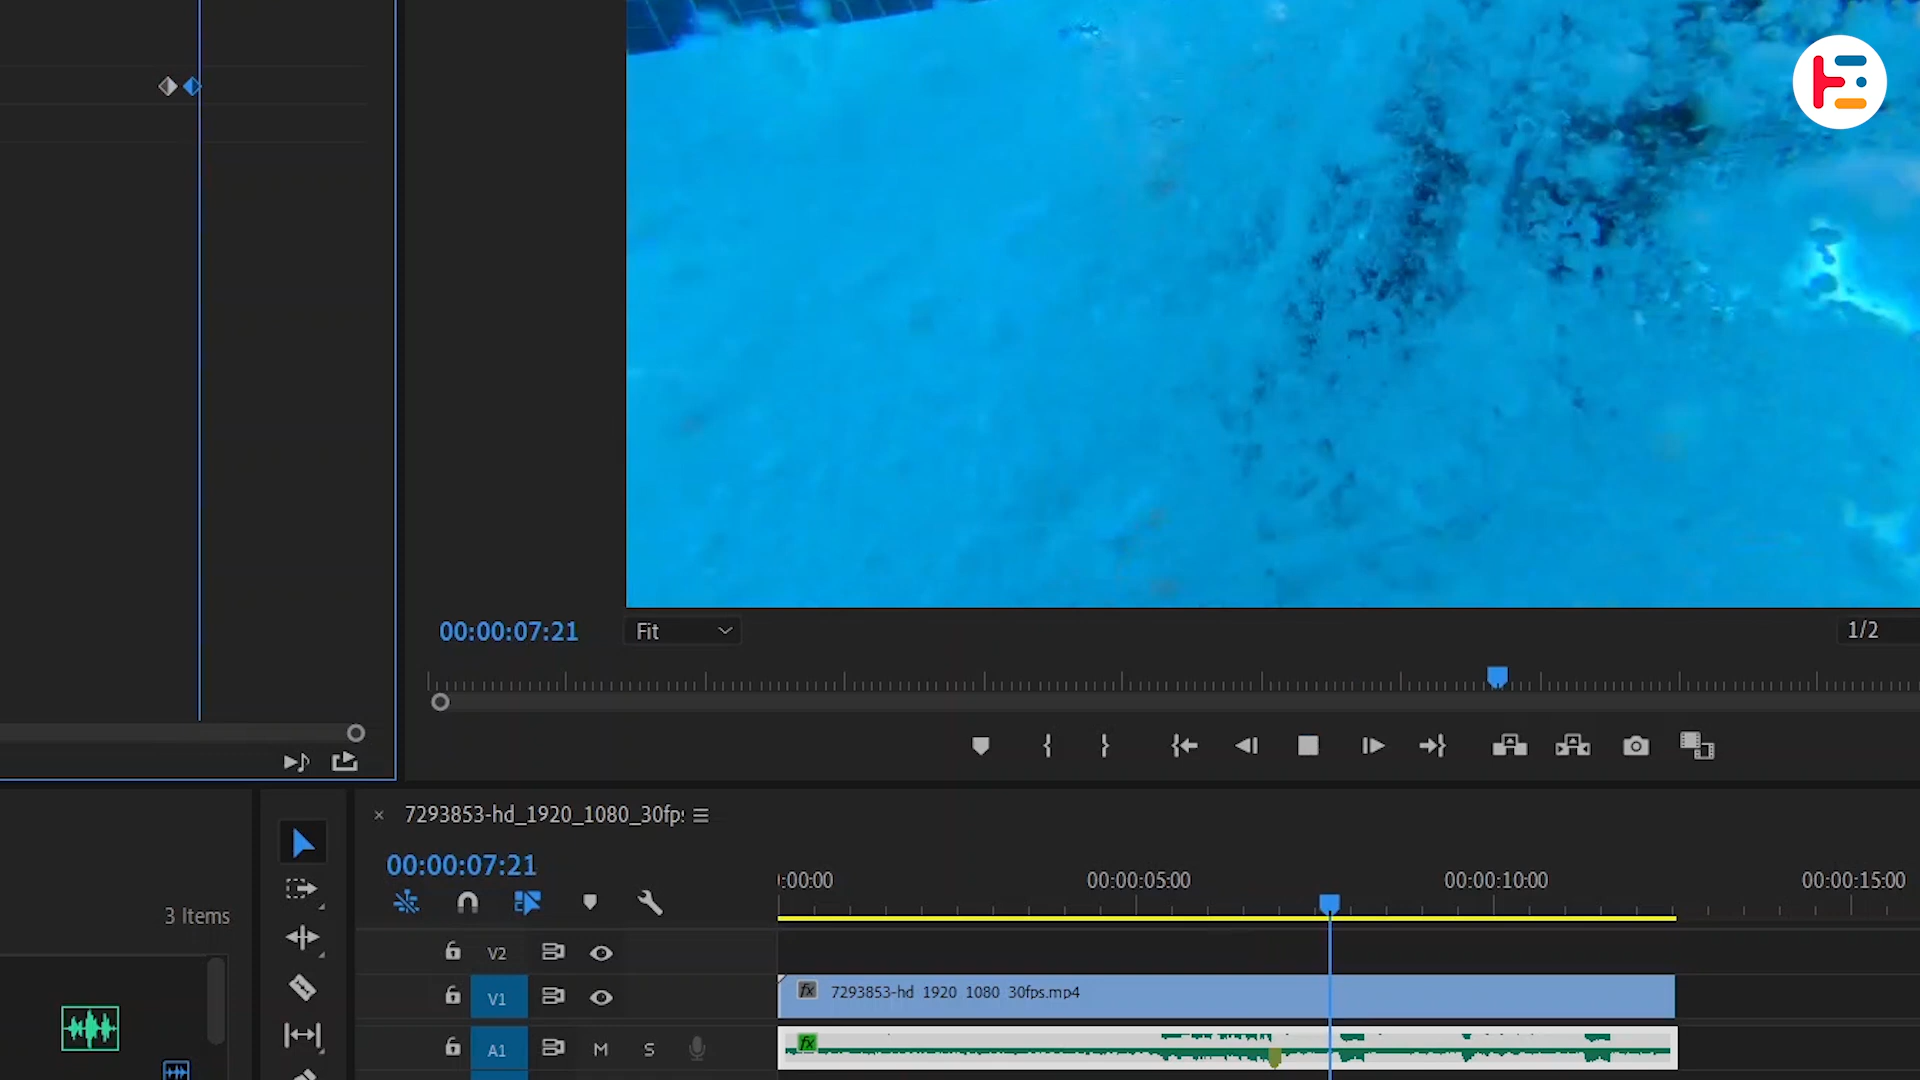 00:00:07:21
Fit
1/2
7293853-hd_1920_1080_30fp
00:00:07:21
:00:00
00:00:05:00
00:00:10:00
00:00:15:00
3 Items
V2
V1
fx 7293853-hd_1920_1080_30fps.mp4
A1
M
S
fx